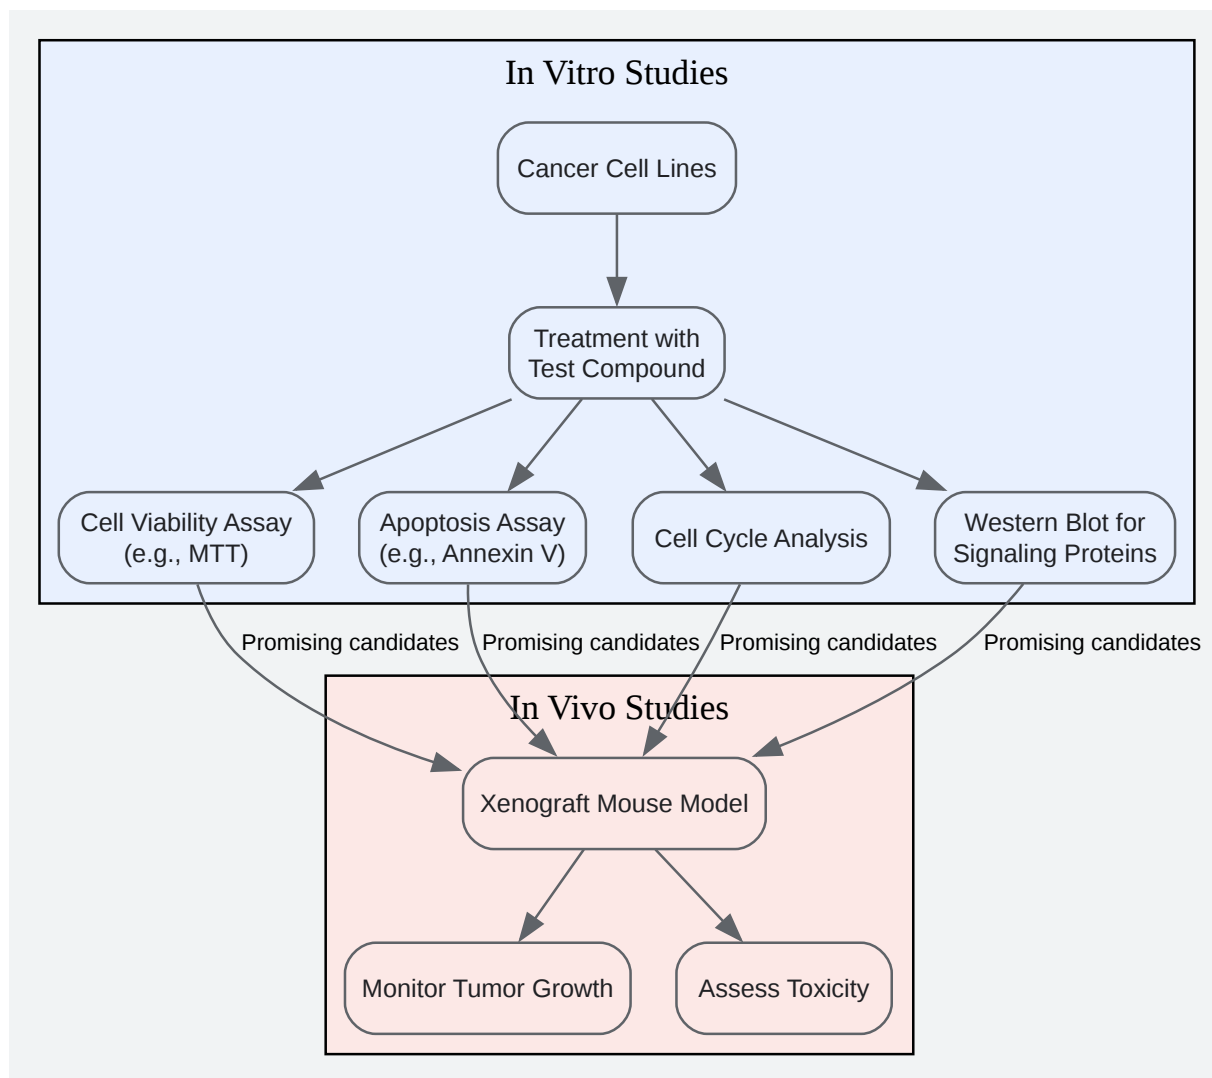 In Vitro Studies
Cancer Cell Lines
Treatment with
Test Compound
Cell Viability Assay
(e.g., MTT)
Apoptosis Assay
(e.g., Annexin V)
Cell Cycle Analysis
Western Blot for
Signaling Proteins
Promising candidates
Promising candidates
Promising candidates
Promising candidates
In Vivo Studies
Xenograft Mouse Model
Monitor Tumor Growth
Assess Toxicity